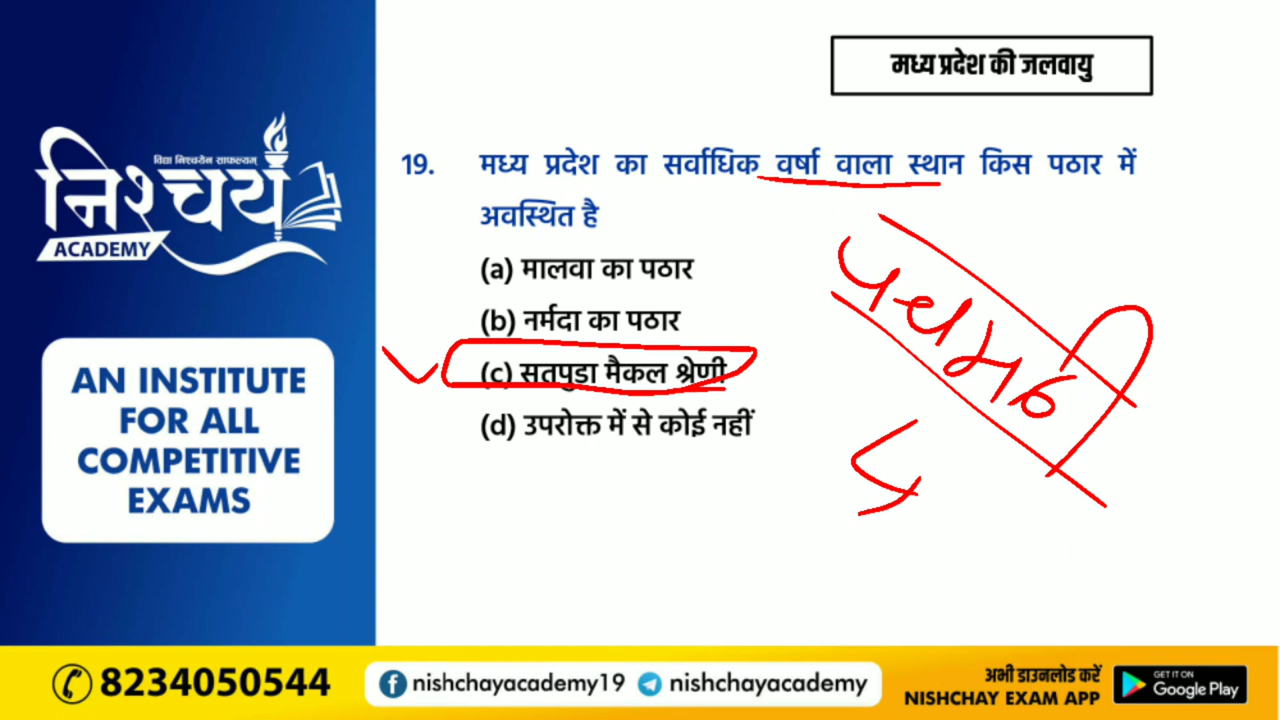 मध्य प्रदेश की जलवायु
विद्या निश्चयेन साफल्यम्
निश्चय
ACADEMY
AN INSTITUTE
FOR ALL
COMPETITIVE
EXAMS
19. मध्य प्रदेश का सर्वाधिक वर्षा वाला स्थान किस पठार में
अवस्थित है
(a) मालवा का पठार
(b) नर्मदा का पठार
(c) सतपुडा मैकल श्रेणी
(d) उपरोक्त में से कोई नहीं
8234050544
nishchayacademy19 nishchayacademy
अभी डाउनलोड करें
NISHCHAY EXAM APP
GET IT ON
Google Play